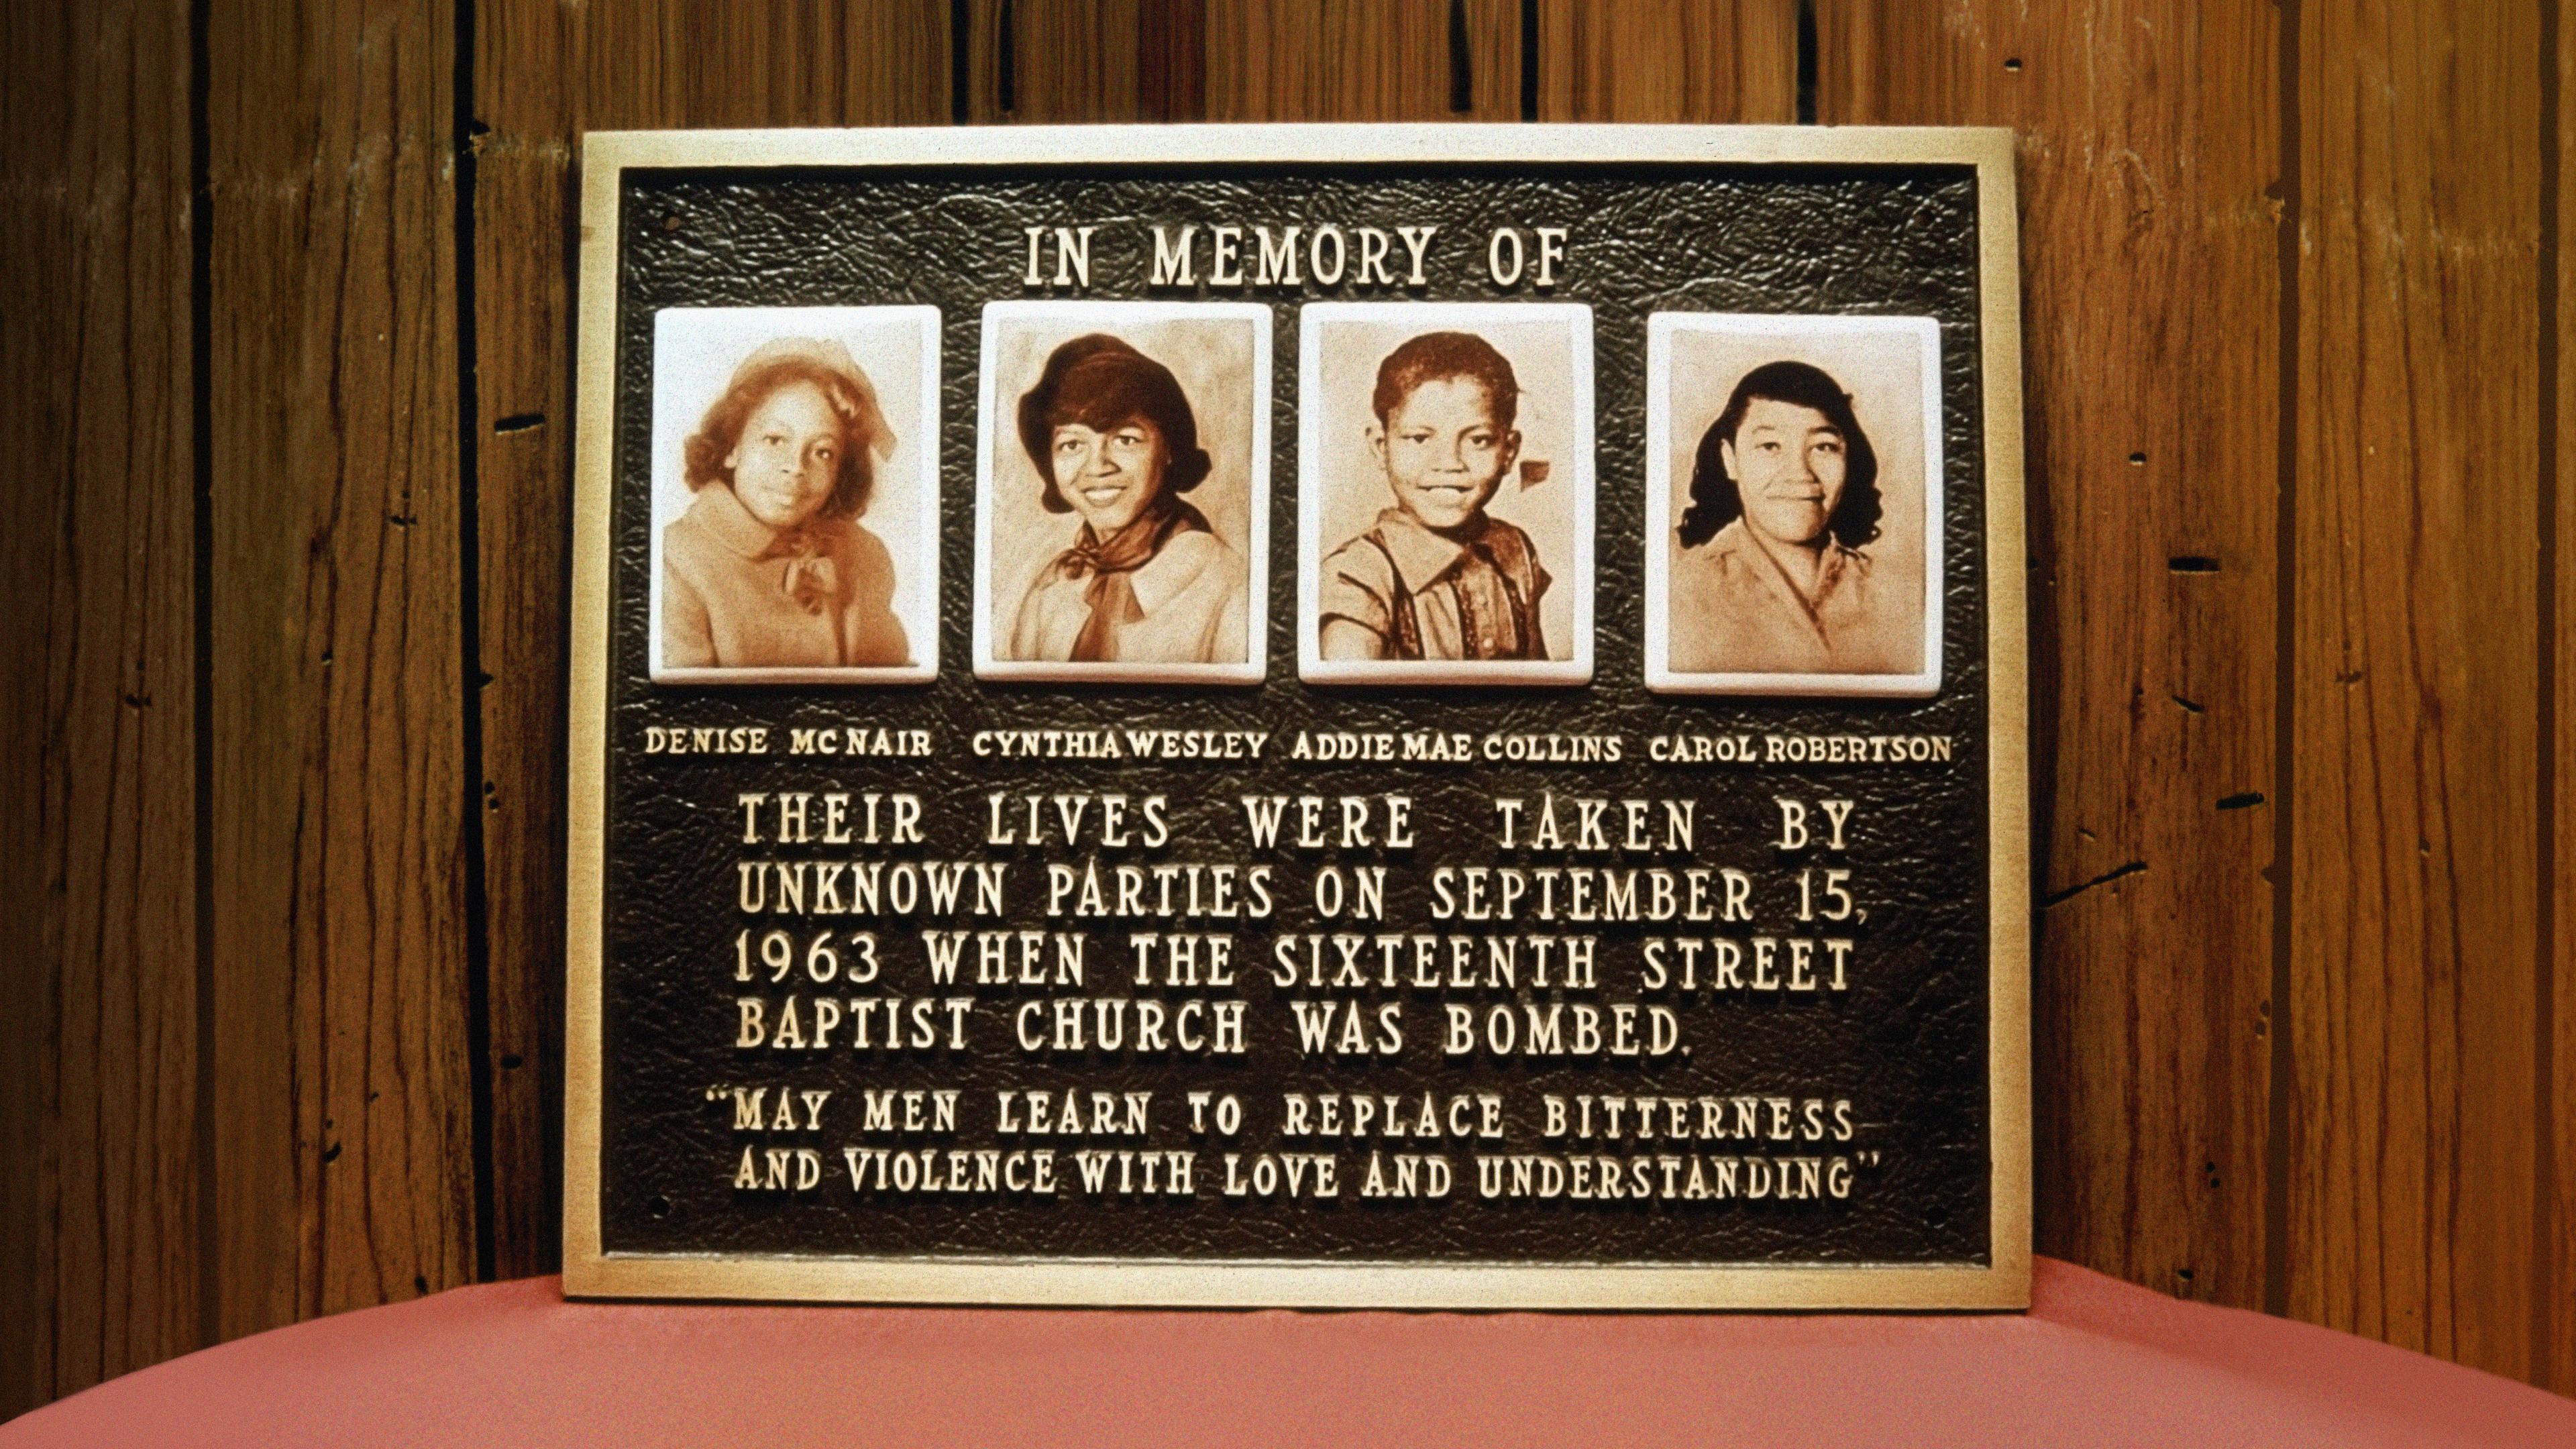 IN MEMORY OF
DENISE MCNAIR CYNTHIA WESLEY ADDIE MAE COLLINS CAROL ROBERTSON
THEIR LIVES WERE TAKEN BY
UNKNOWN PARTIES ON SEPTEMBER 15,
1963 WHEN THE SIXTEENTH STREET
BAPTIST CHURCH WAS BOMBED.
"MAY MEN LEARN TO REPLACE BITTERNESS
AND VIOLENCE WITH LOVE AND UNDERSTANDING"